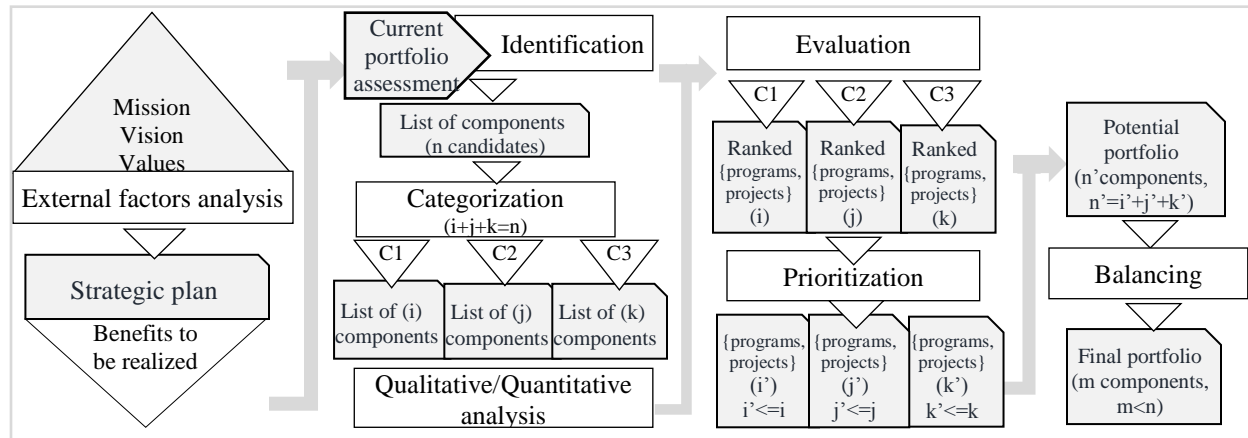 Mission
Vision
Values
External factors analysis
Strategic plan
Benefits to
be realized
Current
portfolio
assessment
Identification
List of components
(n candidates)
Categorization
(i+j+k=n)
C1
C2
C3
List of (i)
components
List of (j)
components
List of (k)
components
Qualitative/Quantitative
analysis
Evaluation
C1
C2
C3
Ranked
{programs,
projects}
(i)
Ranked
{programs,
projects}
(j)
Ranked
{programs,
projects}
(k)
Prioritization
{programs,
projects}
(i’)
i’<=i
{programs,
projects}
(j’)
j’<=j
{programs,
projects}
(k’)
k’<=k
Potential
portfolio
(n’components,
n’=i’+j’+k’)
Balancing
Final portfolio
(m components,
m<n)